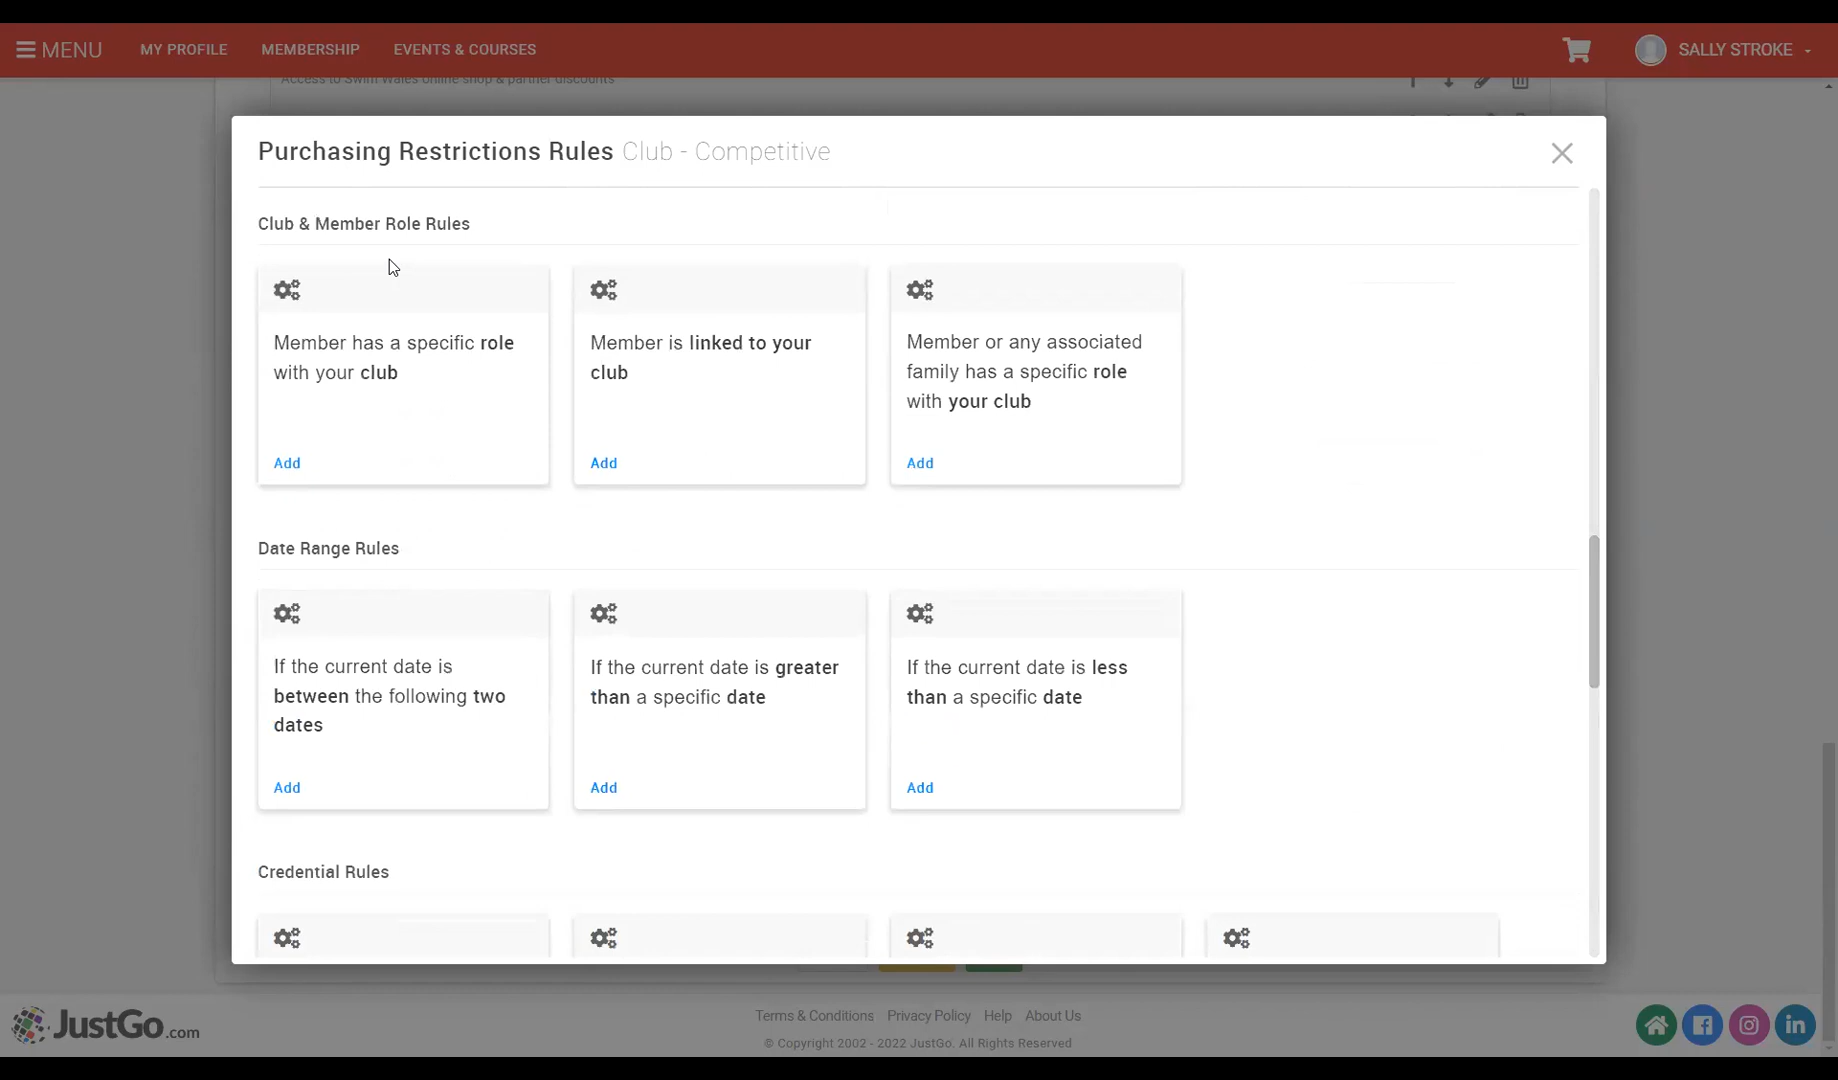 MENU MY PROFILE MEMBERSHIP EVENTS & COURSES SALLY STROKE
Access to Swim Wales online shop & partner discounts
Purchasing Restrictions Rules Club - Competitive
Club & Member Role Rules
Member has a specific role
with your club
Add
Member is linked to your
club
Add
Member or any associated
family has a specific role
with your club
Add
Date Range Rules
If the current date is
between the following two
dates
Add
If the current date is greater
than a specific date
Add
If the current date is less
than a specific date
Add
Credential Rules
JustGo.com
Terms & Conditions Privacy Policy Help About Us
© Copyright 2002 - 2022 JustGo. All Rights Reserved
in